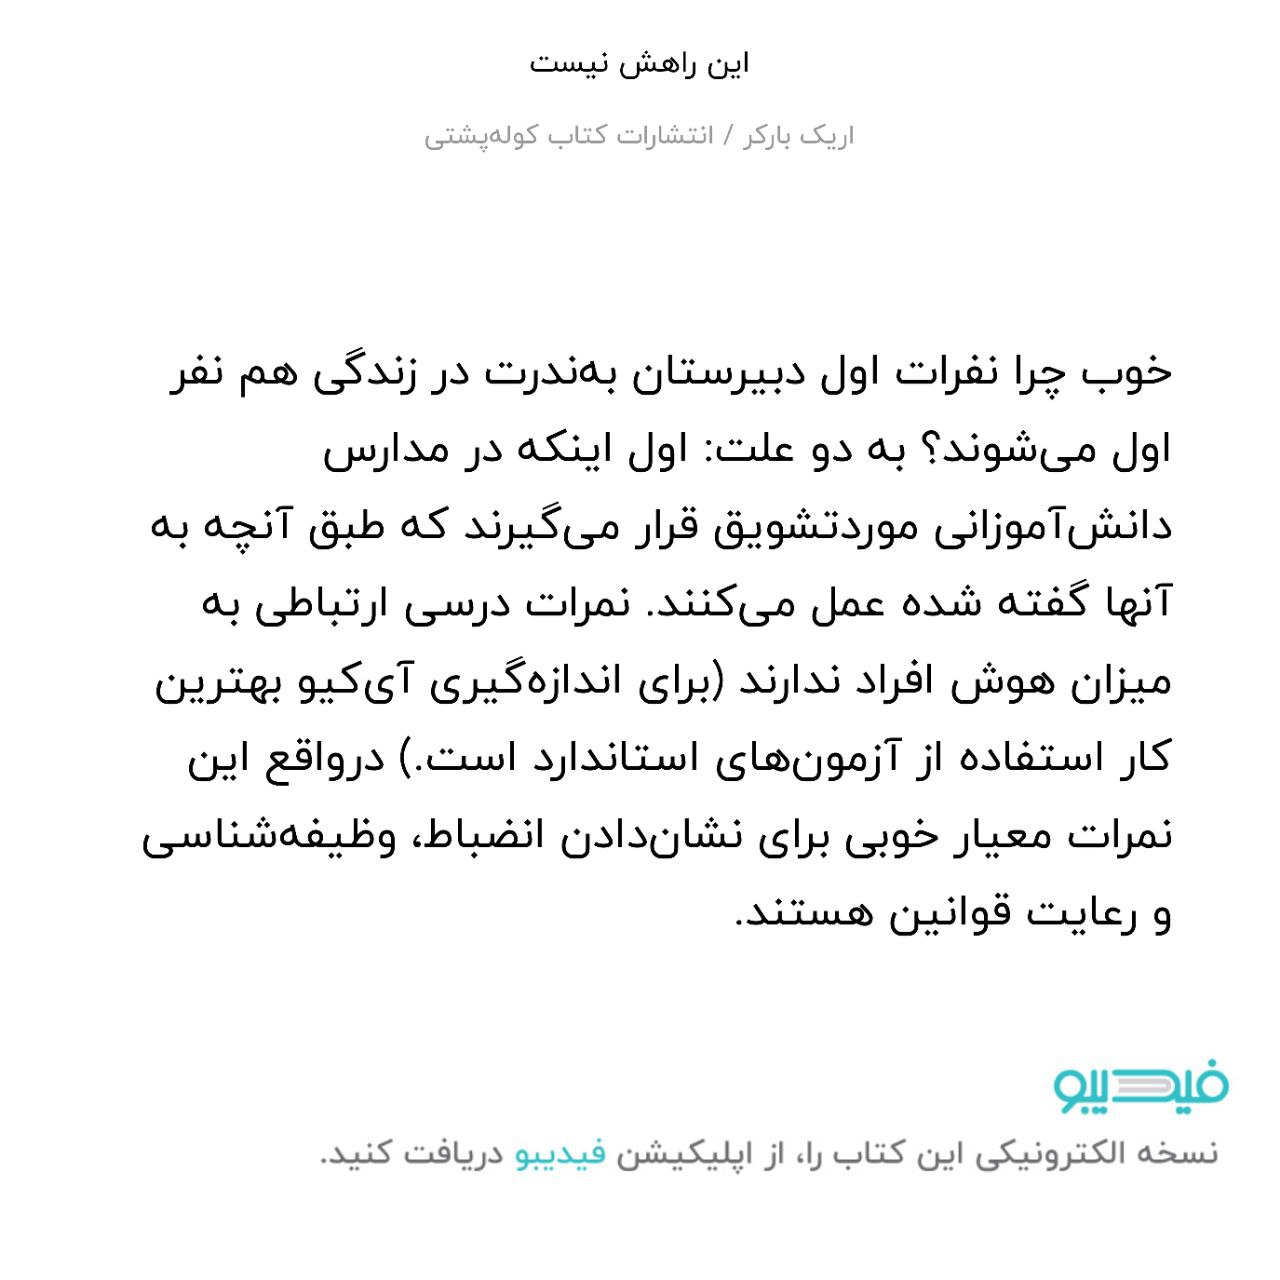 این راهش نیست
اریک بارکر / انتشارات کتاب کوله‌پشتی
خوب چرا نفرات اول دبیرستان به‌ندرت در زندگی هم نفر
اول می‌شوند؟ به دو علت: اول اینکه در مدارس
دانش‌آموزانی موردتشویق قرار می‌گیرند که طبق آنچه به
آنها گفته شده عمل می‌کنند. نمرات درسی ارتباطی به
میزان هوش افراد ندارند (برای اندازه‌گیری آی‌کیو بهترین
کار استفاده از آزمون‌های استاندارد است.) درواقع این
نمرات معیار خوبی برای نشان‌دادن انضباط، وظیفه‌شناسی
و رعایت قوانین هستند.
فیدیبو
نسخه الکترونیکی این کتاب را، از اپلیکیشن فیدیبو دریافت کنید.